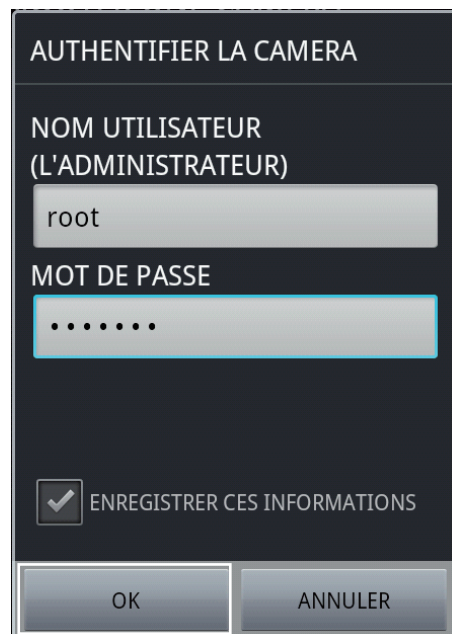 AUTHENTIFIER LA CAMERA
NOM UTILISATEUR
(L'ADMINISTRATEUR)
root
MOT DE PASSE
•••••••
ENREGISTRER CES INFORMATIONS
OK
ANNULER